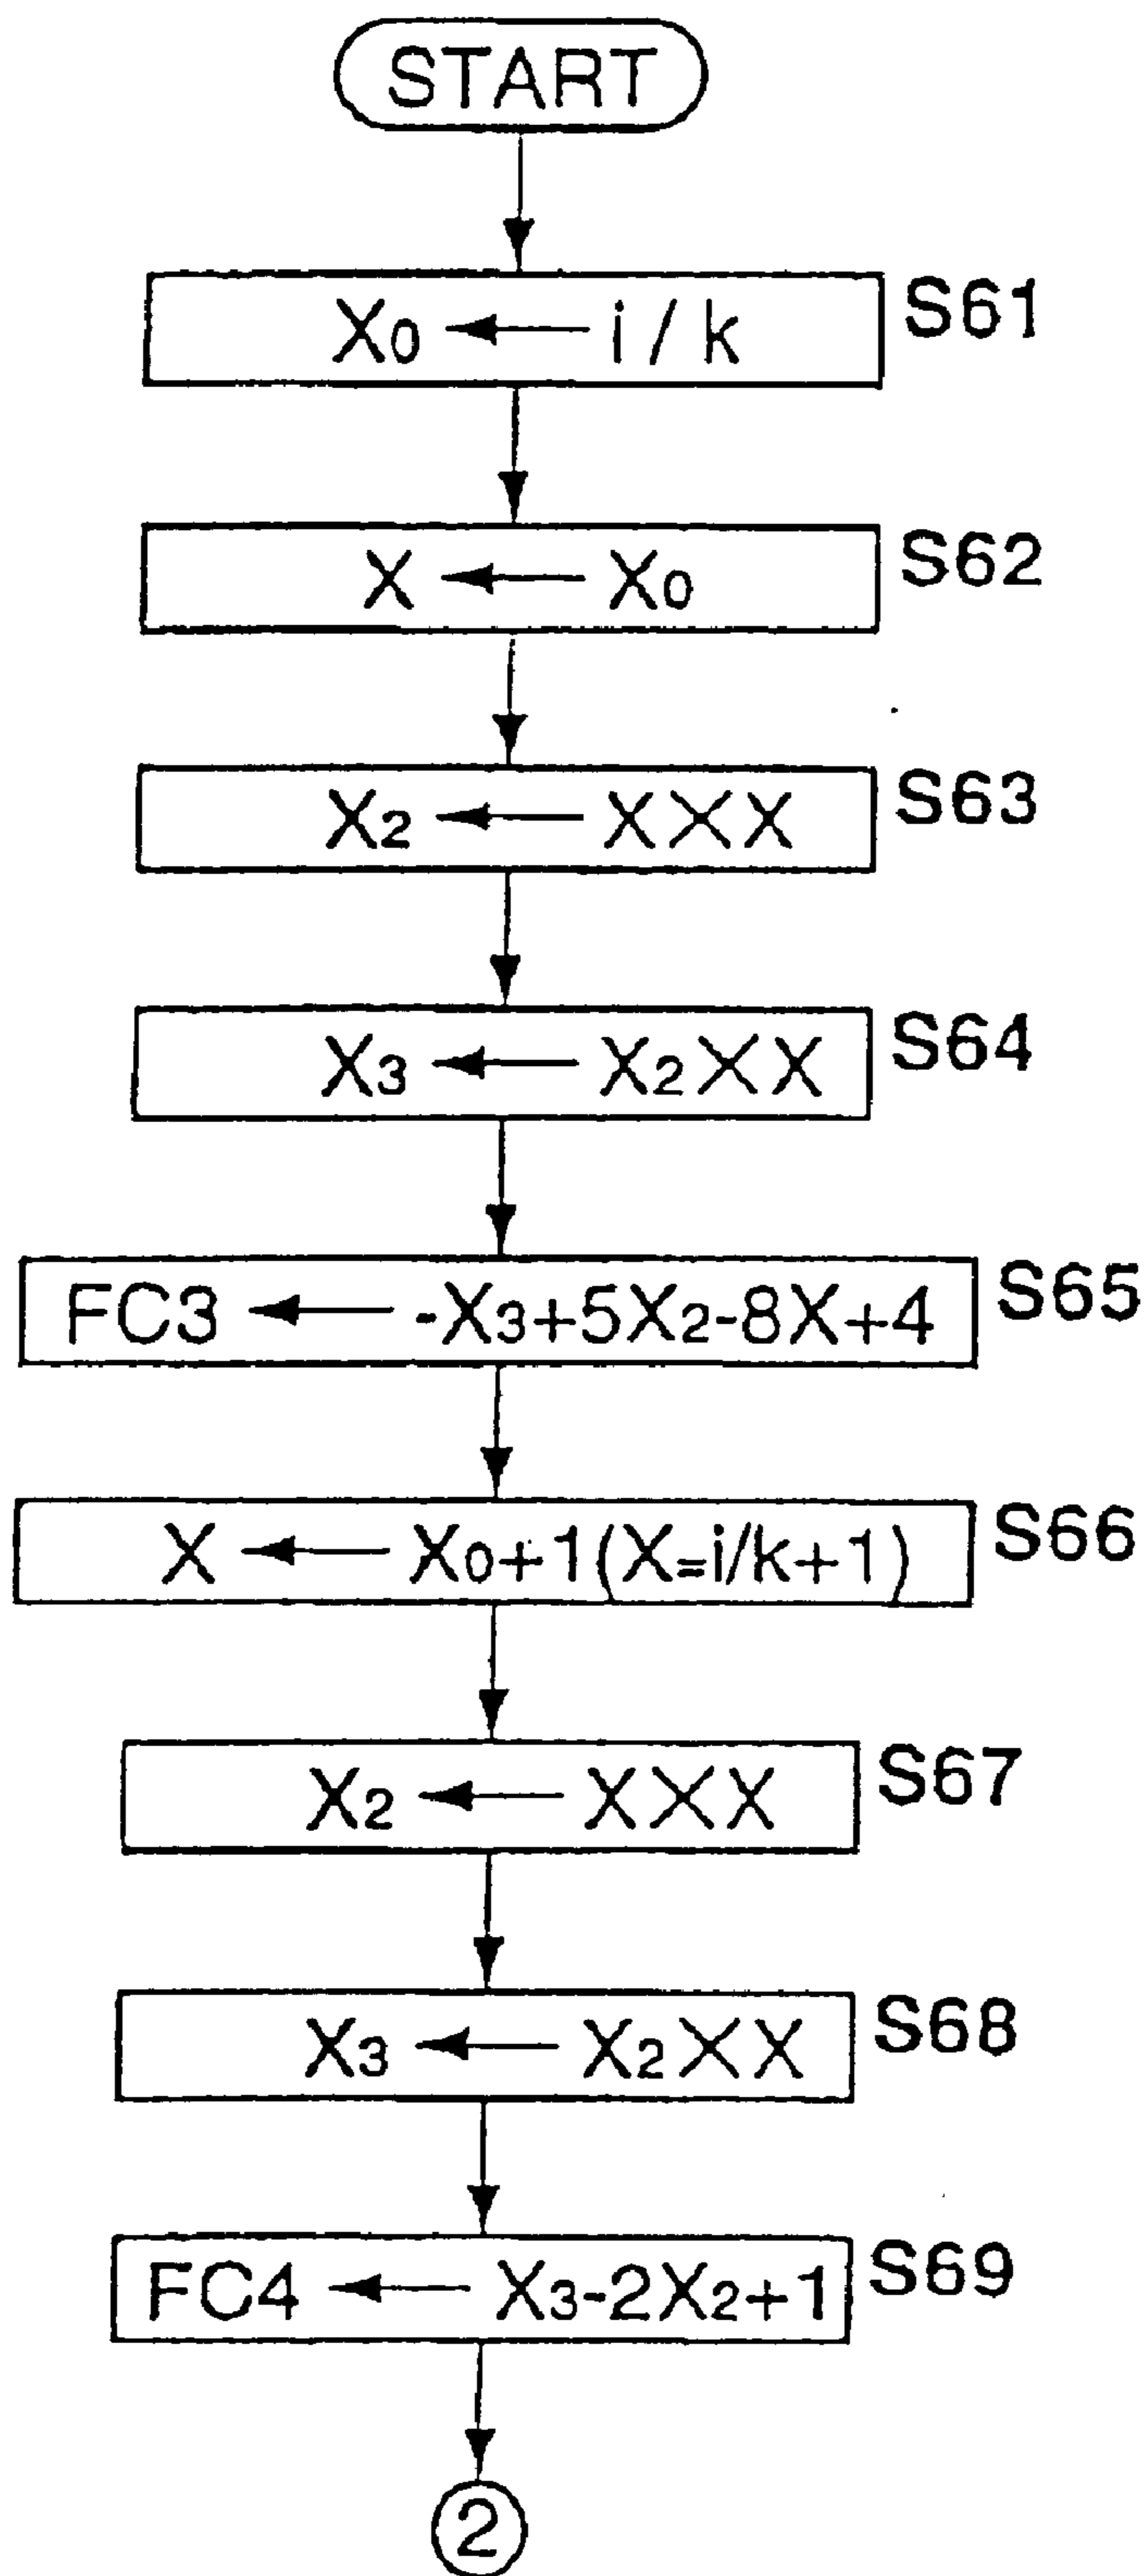 START
X₀ ← i / k S61
X ← X₀ S62
X₂ ← X×X S63
X₃ ← X₂×X S64
FC3 ← -X₃+5X₂-8X+4 S65
X ← X₀+1(X=i/k+1) S66
X₂ ← X×X S67
X₃ ← X₂×X S68
FC4 ← X₃-2X₂+1 S69
2